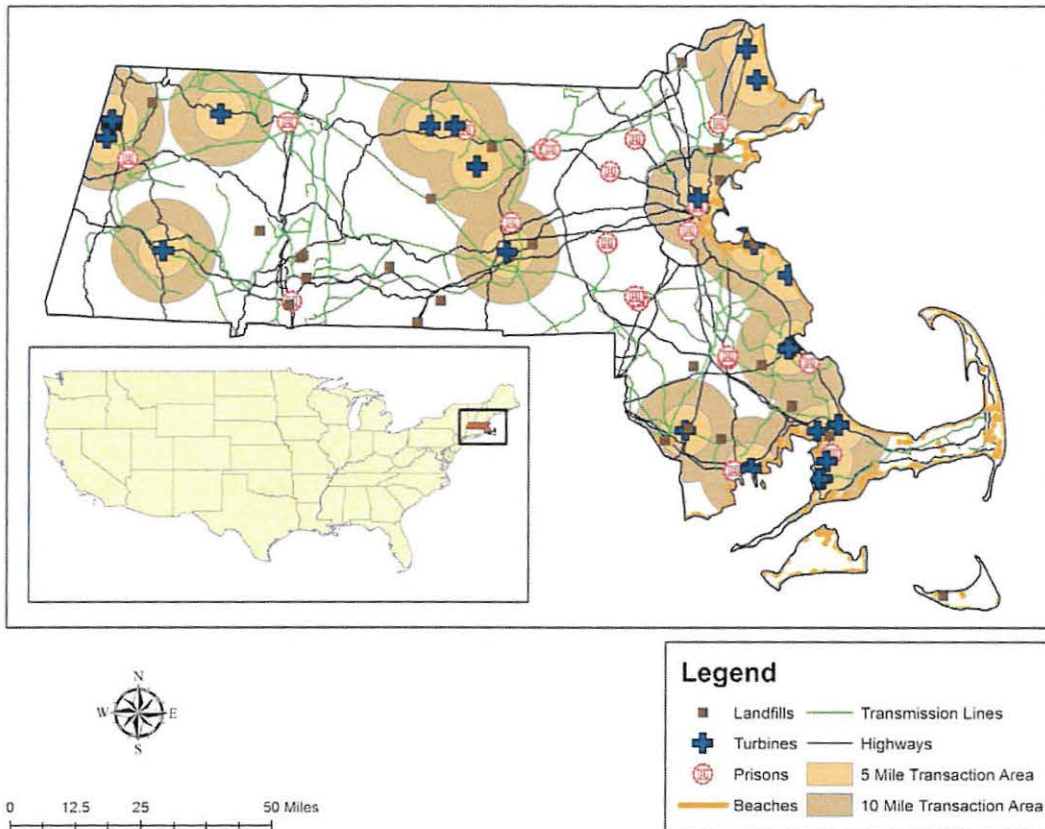 N
W E
S
0 12.5 25 50 Miles
Legend
Landfills Transmission Lines
Turbines Highways
Prisons 5 Mile Transaction Area
Beaches 10 Mile Transaction Area